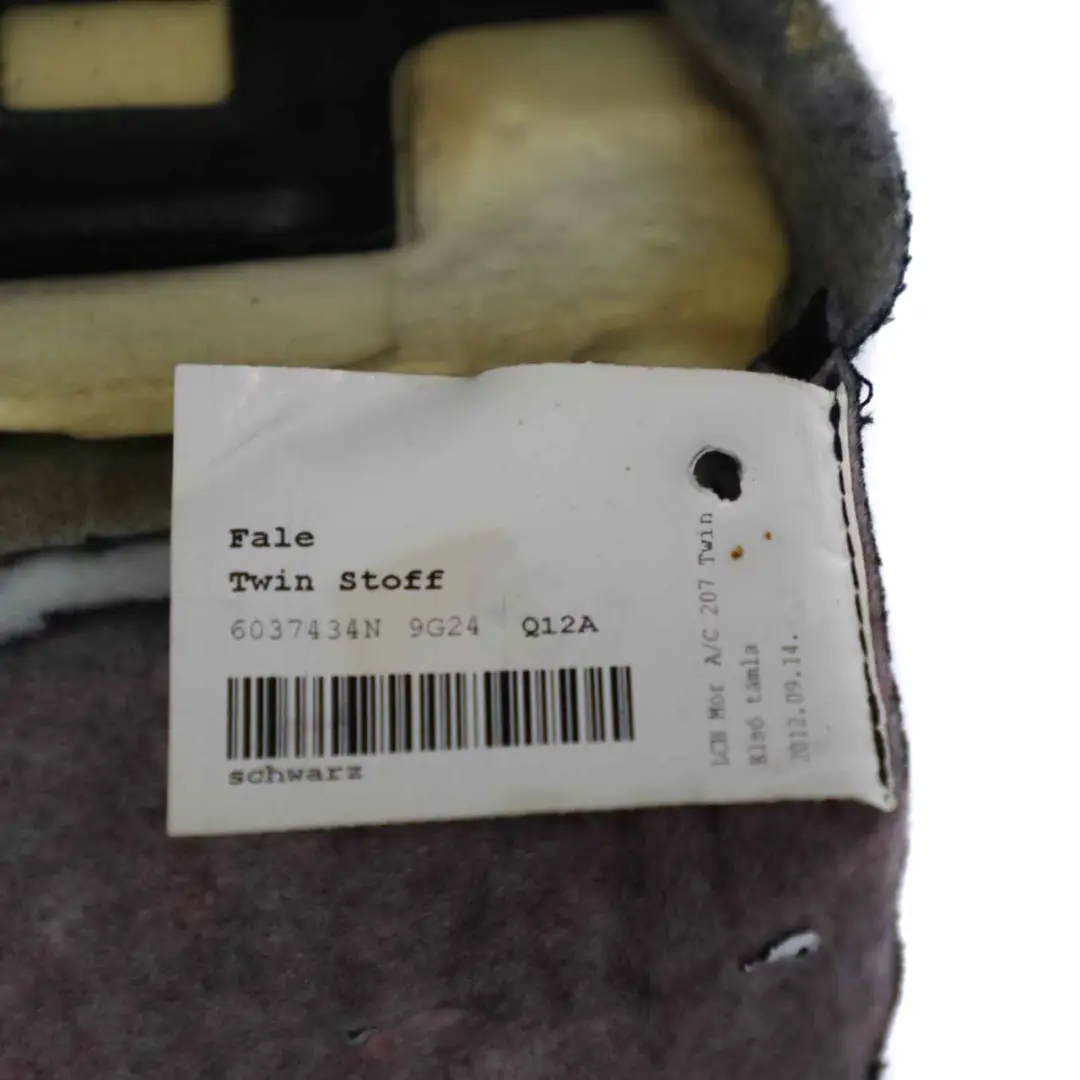 Fale
Twin Stoff
6037434N 9G24 Q12A
schwarz
LCH Mór A/C 207 Twin
Első támla
2012.09.14.